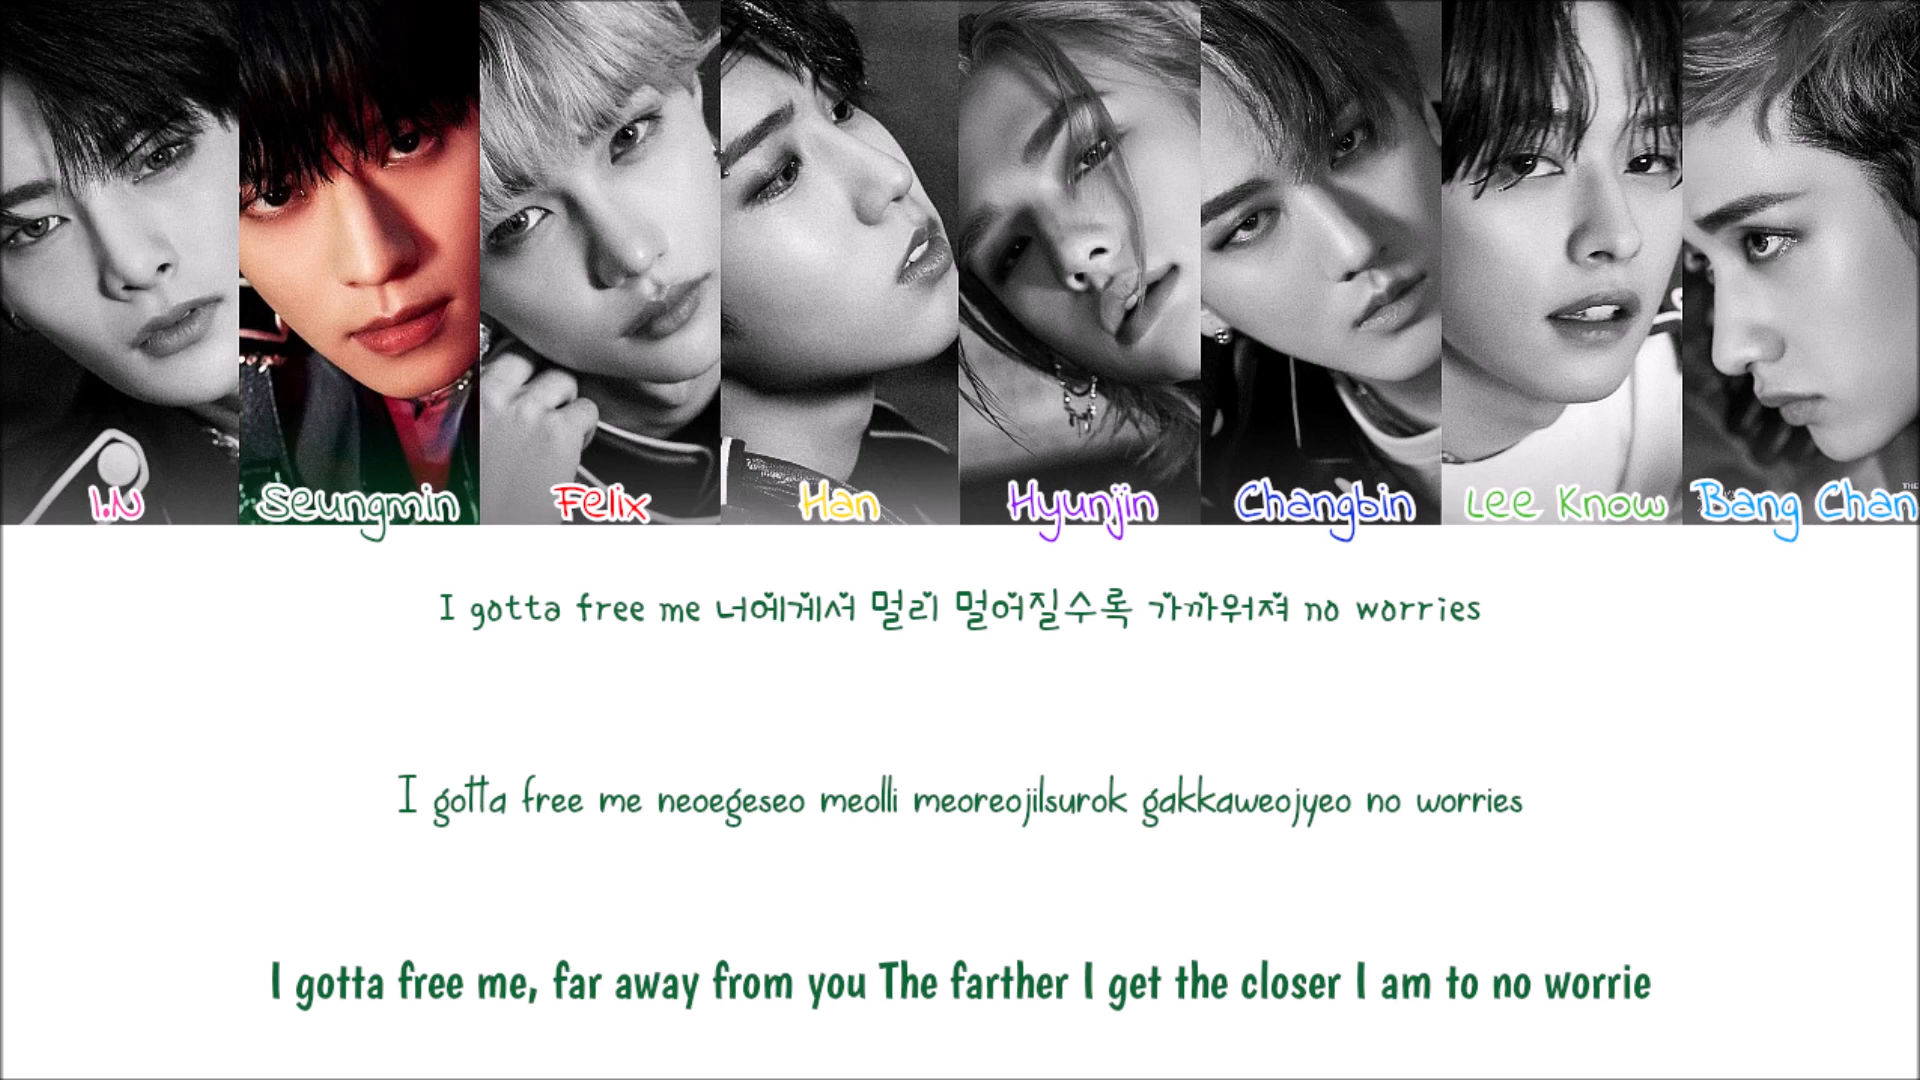 I.N
Seungmin
Felix
Han
Hyunjin
Changbin
Lee Know
Bang Chan
THE
I gotta free me 너에게서 멀리 멀어질수록 가까워져 no worries
I gotta free me neoegeseo meolli meoreojilsurok gakkaweojyeo no worries
I gotta free me, far away from you The farther I get the closer I am to no worrie